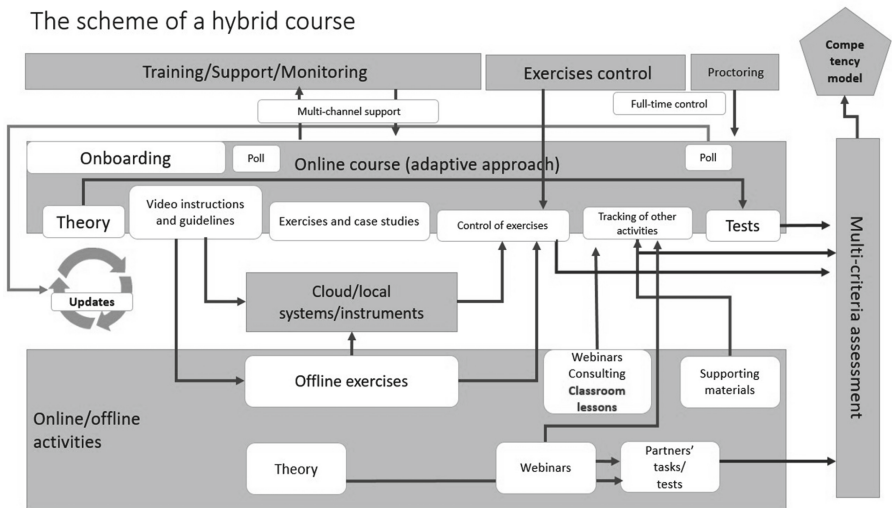 The scheme of a hybrid course
Compe
tency
model
Training/Support/Monitoring
Exercises control
Proctoring
Multi-channel support
Full-time control
Onboarding
Poll
Online course (adaptive approach)
Poll
Theory
Video instructions
and guidelines
Exercises and case studies
Control of exercises
Tracking of other
activities
Tests
Updates
Cloud/local
systems/instruments
Multi-criteria assessment
Online/offline
activities
Offline exercises
Webinars
Consulting
Classroom
lessons
Supporting
materials
Theory
Webinars
Partners'
tasks/
tests